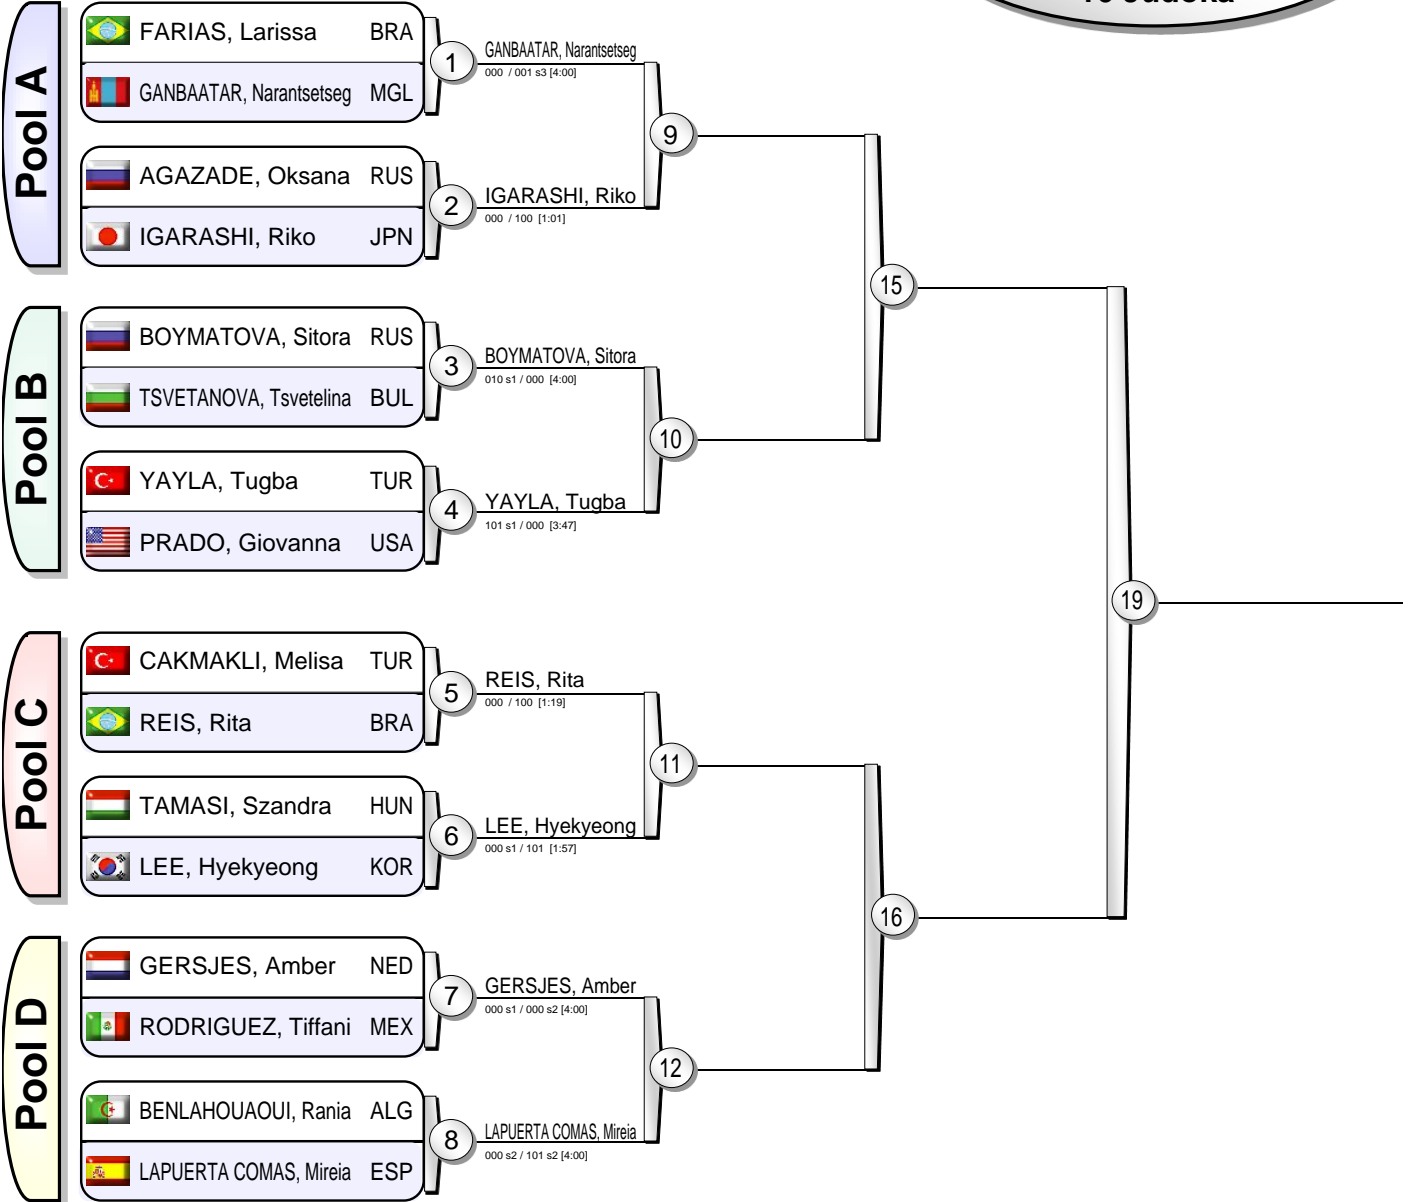 Pool A
FARIAS, Larissa BRA
GANBAATAR, Narantsetseg MGL
1
GANBAATAR, Narantsetseg
000 / 001 s3 [4:00]
AGAZADE, Oksana RUS
IGARASHI, Riko JPN
2
IGARASHI, Riko
000 / 100 [1:01]
9
Pool B
BOYMATOVA, Sitora RUS
TSVETANOVA, Tsvetelina BUL
3
BOYMATOVA, Sitora
010 s1 / 000 [4:00]
YAYLA, Tugba TUR
PRADO, Giovanna USA
4
YAYLA, Tugba
101 s1 / 000 [3:47]
10
15
Pool C
CAKMAKLI, Melisa TUR
REIS, Rita BRA
5
REIS, Rita
000 / 100 [1:19]
TAMASI, Szandra HUN
LEE, Hyekyeong KOR
6
LEE, Hyekyeong
000 s1 / 101 [1:57]
11
Pool D
GERSJES, Amber NED
RODRIGUEZ, Tiffani MEX
7
GERSJES, Amber
000 s1 / 000 s2 [4:00]
BENLAHOUAOUI, Rania ALG
LAPUERTA COMAS, Mireia ESP
8
LAPUERTA COMAS, Mireia
000 s2 / 101 s2 [4:00]
12
16
19